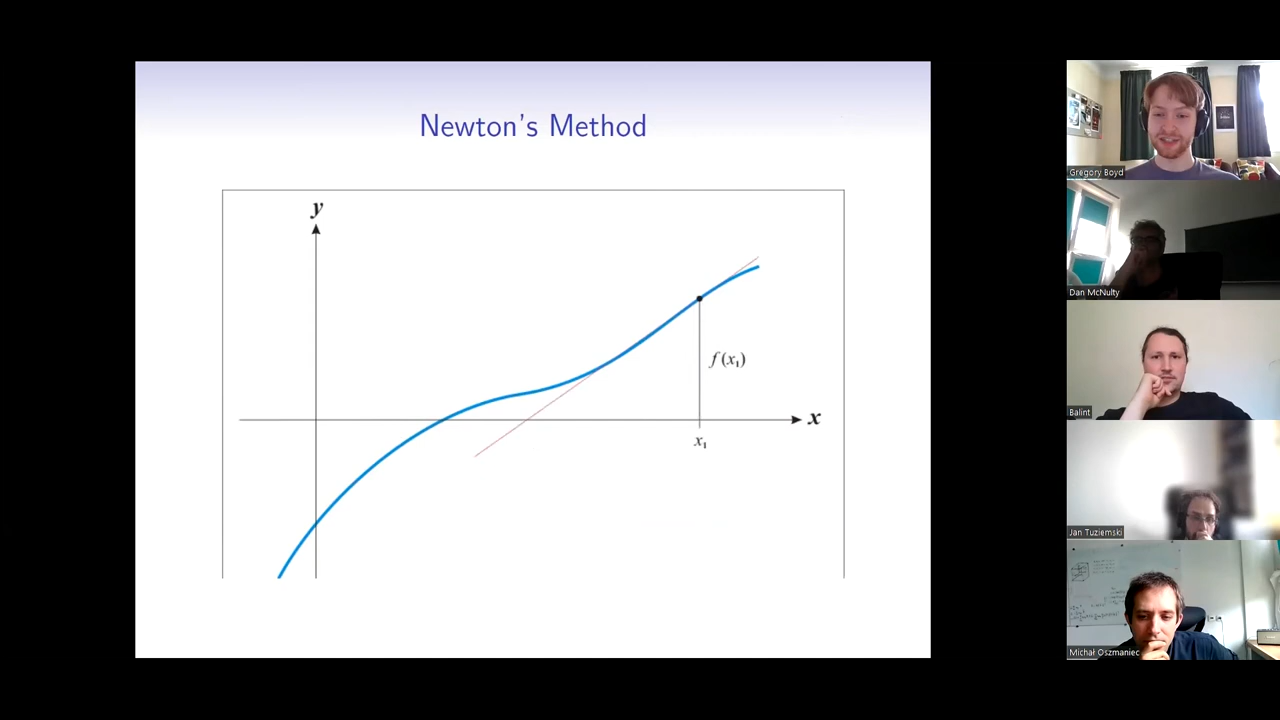 Newton's Method
y
f(x₁)
x
x₁
Gregory Boyd
Dan McNulty
Balint
Jan Tuziemski
Michał Oszmaniec